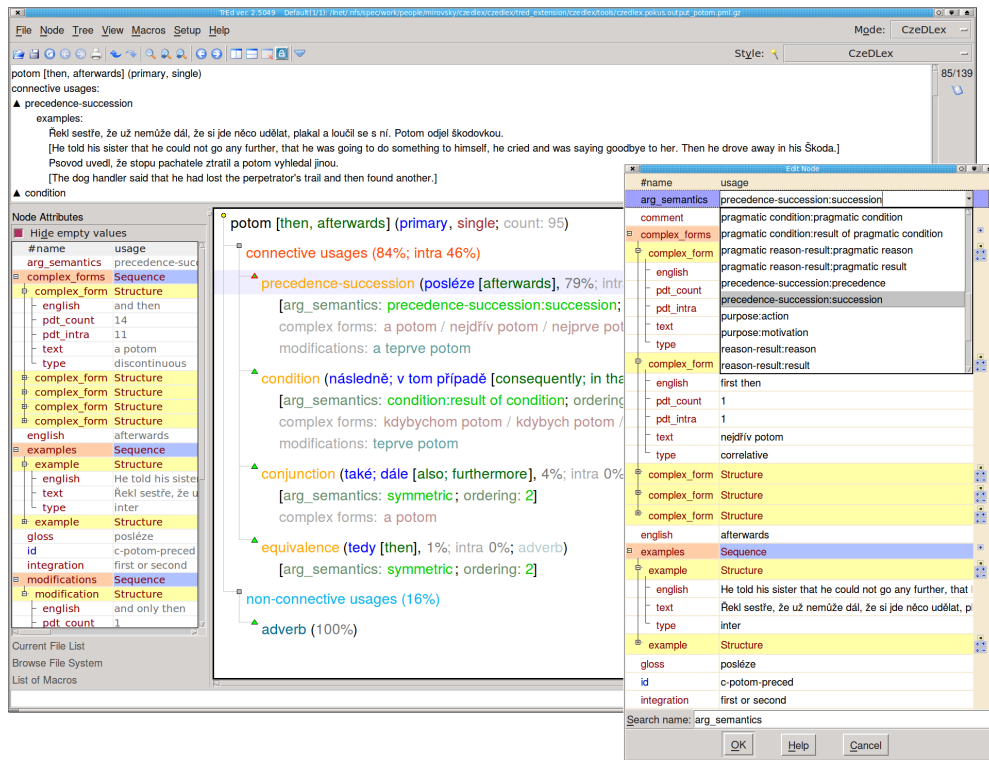 TrEd ver. 2.5049 Default(1/1): /net/.nfs/spec/work/people/mirovsky/czedlex/czedlex/tred_extension/czedlex/tools/czedlex.pokus.output_potom.pml.gz
File Node Tree View Macros Setup Help
Mode: CzeDLex
Style: CzeDLex
85/139
potom [then, afterwards] (primary, single)
connective usages:
▲ precedence-succession
examples:
Řekl sestře, že už nemůže dál, že si jde něco udělat, plakal a loučil se s ní. Potom odjel škodovkou.
[He told his sister that he could not go any further, that he was going to do something to himself, he cried and was saying goodbye to her. Then he drove away in his Škoda.]
Psovod uvedl, že stopu pachatele ztratil a potom vyhledal jinou.
[The dog handler said that he had lost the perpetrator's trail and then found another.]
▲ condition
Node Attributes
Hide empty values
#name usage
arg_semantics precedence-succ
complex_forms Sequence
complex_form Structure
english and then
pdt_count 14
pdt_intra 11
text a potom
type discontinuous
complex_form Structure
complex_form Structure
complex_form Structure
complex_form Structure
english afterwards
examples Sequence
example Structure
english He told his sister
text Řekl sestře, že u
type inter
example Structure
gloss posléze
id c-potom-preced
integration first or second
modifications Sequence
modification Structure
english and only then
pdt_count 1
Current File List
Browse File System
List of Macros
potom [then, afterwards] (primary, single; count: 95)
connective usages (84%; intra 46%)
precedence-succession (posléze [afterwards], 79%; intr
[arg_semantics: precedence-succession:succession;
complex forms: a potom / nejdřív potom / nejprve pot
modifications: a teprve potom
condition (následně; v tom případě [consequently; in tha
[arg_semantics: condition:result of condition; ordering
complex forms: kdybychom potom / kdybych potom /
modifications: teprve potom
conjunction (také; dále [also; furthermore], 4%; intra 0%
[arg_semantics: symmetric; ordering: 2]
complex forms: a potom
equivalence (tedy [then], 1%; intra 0%; adverb)
[arg_semantics: symmetric; ordering: 2]
non-connective usages (16%)
adverb (100%)
Edit Node
#name usage
arg_semantics precedence-succession:succession
comment pragmatic condition:pragmatic condition
complex_forms pragmatic condition:result of pragmatic condition
complex_form pragmatic reason-result:pragmatic reason
english pragmatic reason-result:pragmatic result
pdt_count precedence-succession:precedence
pdt_intra precedence-succession:succession
text purpose:action
purpose:motivation
type reason-result:reason
complex_form reason-result:result
english first then
pdt_count 1
pdt_intra 1
text nejdřív potom
type correlative
complex_form Structure
complex_form Structure
complex_form Structure
english afterwards
examples Sequence
example Structure
english He told his sister that he could not go any further, that
text Řekl sestře, že už nemůže dál, že si jde něco udělat, pl
type inter
example Structure
gloss posléze
id c-potom-preced
integration first or second
Search name: arg_semantics
OK Help Cancel